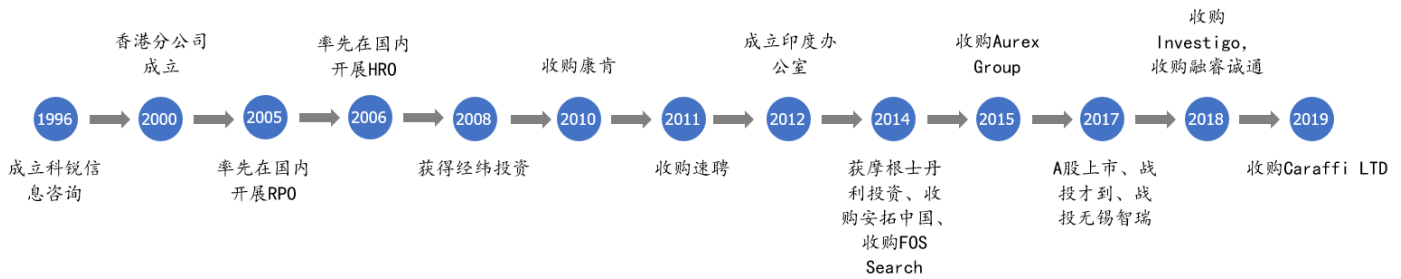 1996
成立科锐信
息咨询
香港分公司
成立
2000
2005
率先在国内
开展RPO
率先在国内
开展HRO
2006
2008
获得经纬投资
收购康肯
2010
2011
收购速聘
成立印度办
公室
2012
2014
获摩根士丹
利投资、收
购安拓中国、
收购FOS
Search
收购Aurex
Group
2015
2017
A股上市、战
投才到、战
投无锡智瑞
收购
Investigo,
收购融睿诚通
2018
2019
收购Caraffi LTD